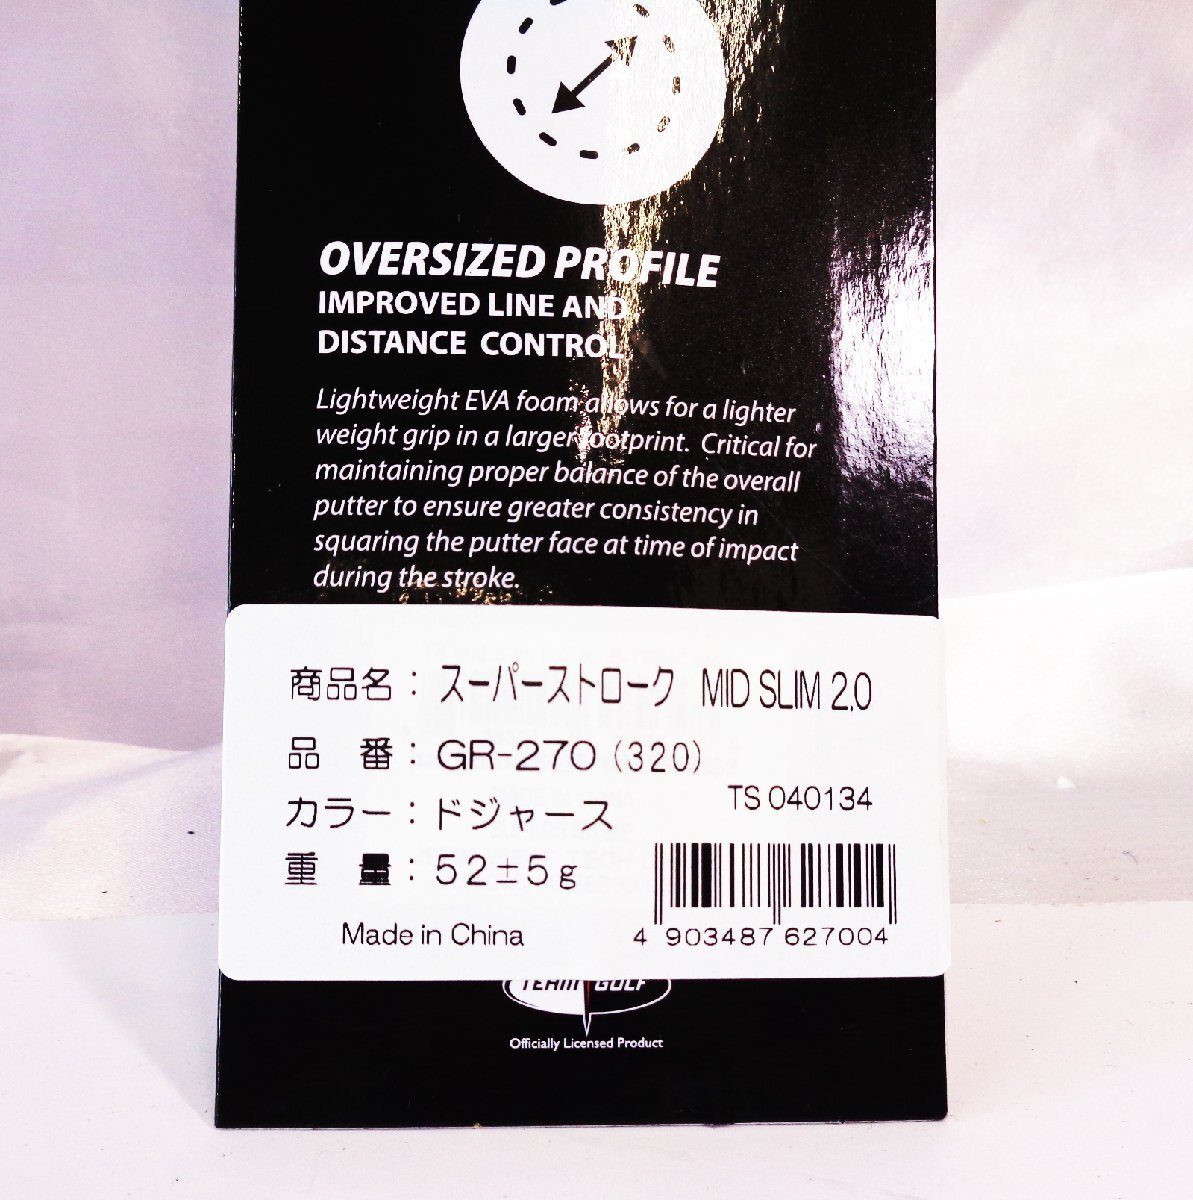 OVERSIZED PROFILE
IMPROVED LINE AND
DISTANCE CONTROL
Lightweight EVA foam allows for a lighter
weight grip in a larger footprint. Critical for
maintaining proper balance of the overall
putter to ensure greater consistency in
squaring the putter face at time of impact
during the stroke.
商品名：スーパーストローク MID SLIM 2.0
品 番：GR-270（320）
カラー：ドジャース
TS 040134
重 量：52±5g
Made in China
4 903487 627004
TEAM GOLF
Officially Licensed Product